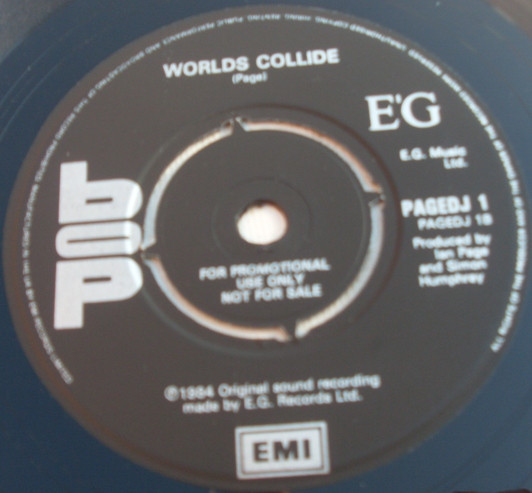 WORLDS COLLIDE
(Page)
E'G
E.G. Music
Ltd.
PAGEDJ 1
PAGEDJ 1B
Produced by
Ian Page
and Simon
Humphrey
bop
FOR PROMOTIONAL
USE ONLY
NOT FOR SALE
℗1984 Original sound recording
made by E.G. Records Ltd.
EMI